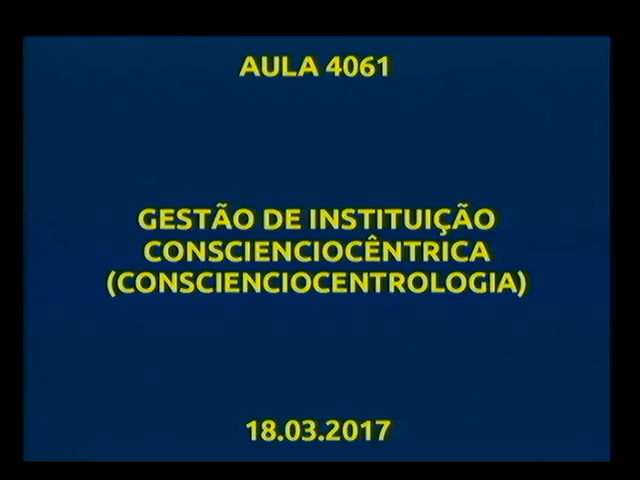 AULA 4061
GESTÃO DE INSTITUIÇÃO
CONSCIENCIOCÊNTRICA
(CONSCIENCIOCENTROLOGIA)
18.03.2017